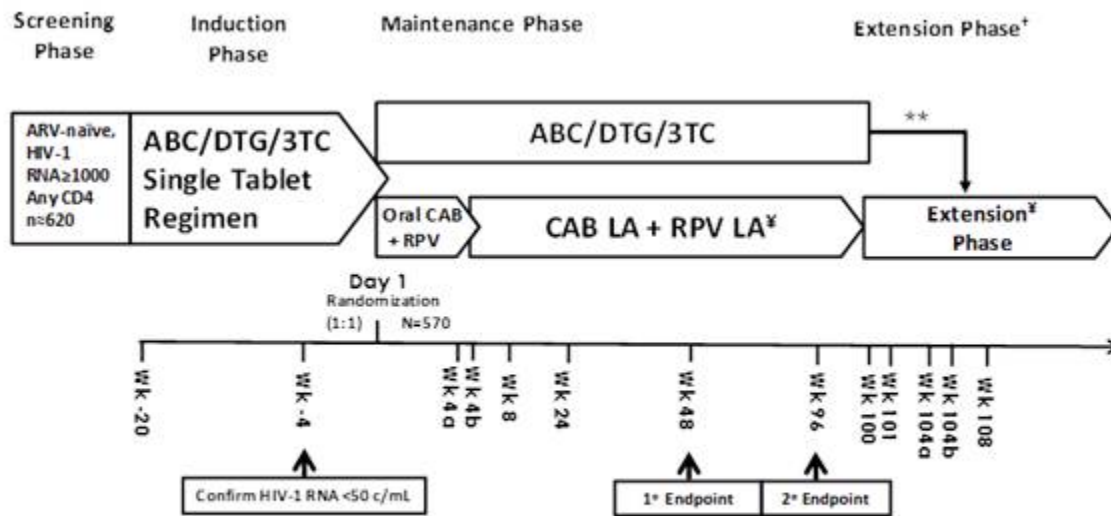 Screening
Phase
Induction
Phase
Maintenance Phase
Extension Phase†
ARV-naïve,
HIV-1
RNA≥1000
Any CD4
n≈620
ABC/DTG/3TC
Single Tablet
Regimen
ABC/DTG/3TC
**
Oral CAB
+ RPV
CAB LA + RPV LA¥
Extension¥
Phase
Day 1
Randomization
(1:1) N=570
Wk -20
Wk -4
Wk 4a
Wk 4b
Wk 8
Wk 24
Wk 48
Wk 96
Wk 100
Wk 101
Wk 104a
Wk 104b
Wk 108
Confirm HIV-1 RNA <50 c/mL
1° Endpoint
2° Endpoint